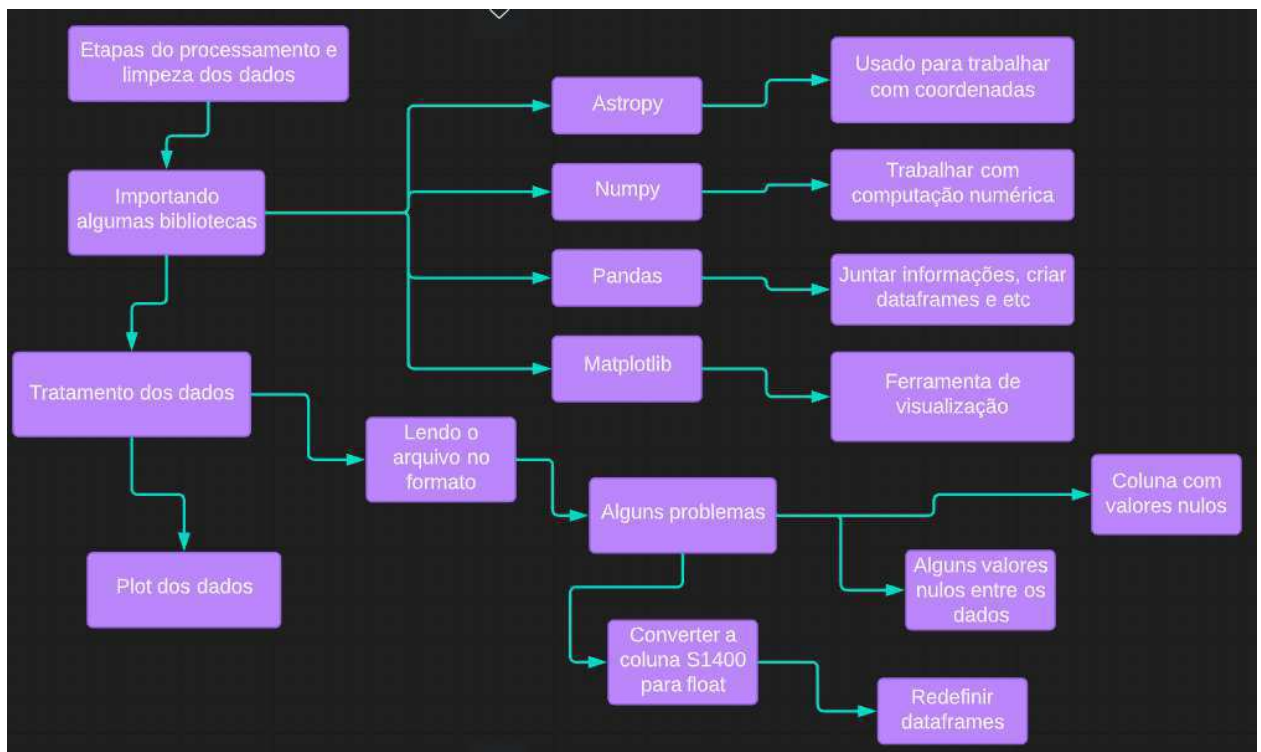 Etapas do processamento e
limpeza dos dados
Importando
algumas bibliotecas
Astropy
Usado para trabalhar
com coordenadas
Numpy
Trabalhar com
computação numérica
Pandas
Juntar informações, criar
dataframes e etc
Matplotlib
Ferramenta de
visualização
Tratamento dos dados
Lendo o
arquivo no
formato
Alguns problemas
Coluna com
valores nulos
Alguns valores
nulos entre os
dados
Converter a
coluna S1400
para float
Redefinir
dataframes
Plot dos dados